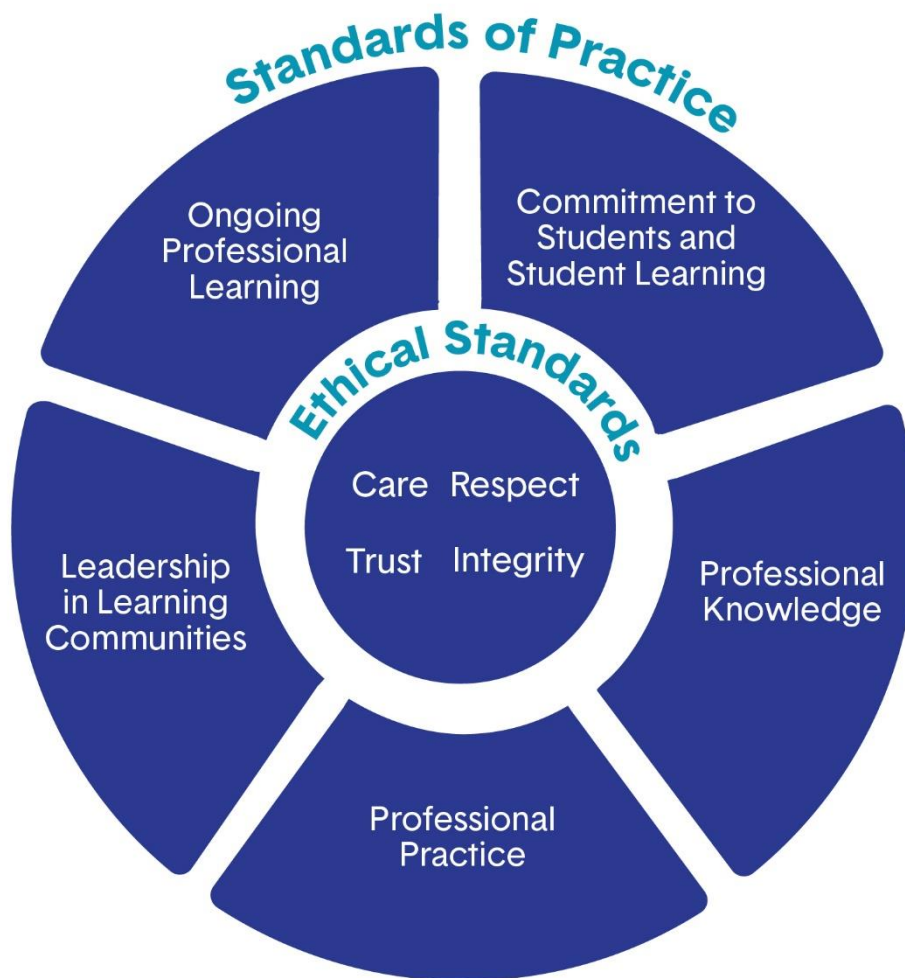 Standards of Practice
Ongoing
Professional
Learning
Commitment to
Students and
Student Learning
Ethical Standards
Care Respect
Trust Integrity
Leadership
in Learning
Communities
Professional
Knowledge
Professional
Practice